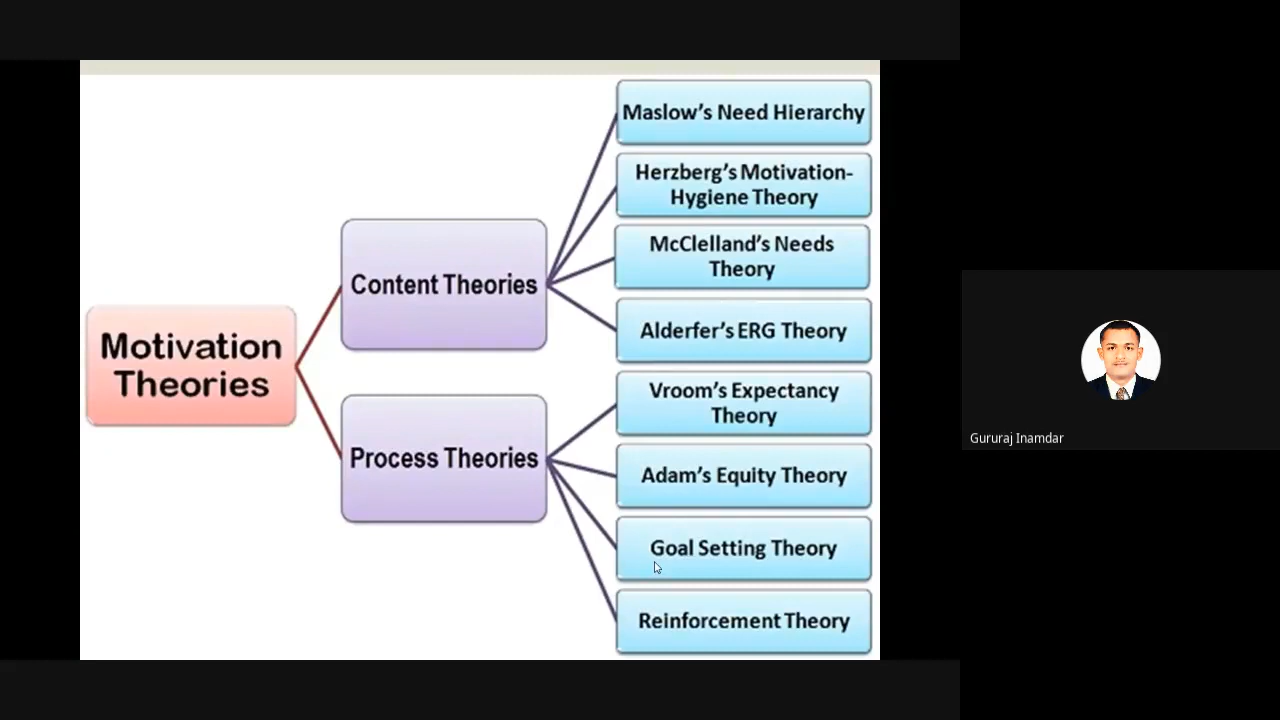 Motivation
Theories
Content Theories
Process Theories
Maslow's Need Hierarchy
Herzberg's Motivation-
Hygiene Theory
McClelland's Needs
Theory
Alderfer's ERG Theory
Vroom's Expectancy
Theory
Adam's Equity Theory
Goal Setting Theory
Reinforcement Theory
Gururaj Inamdar